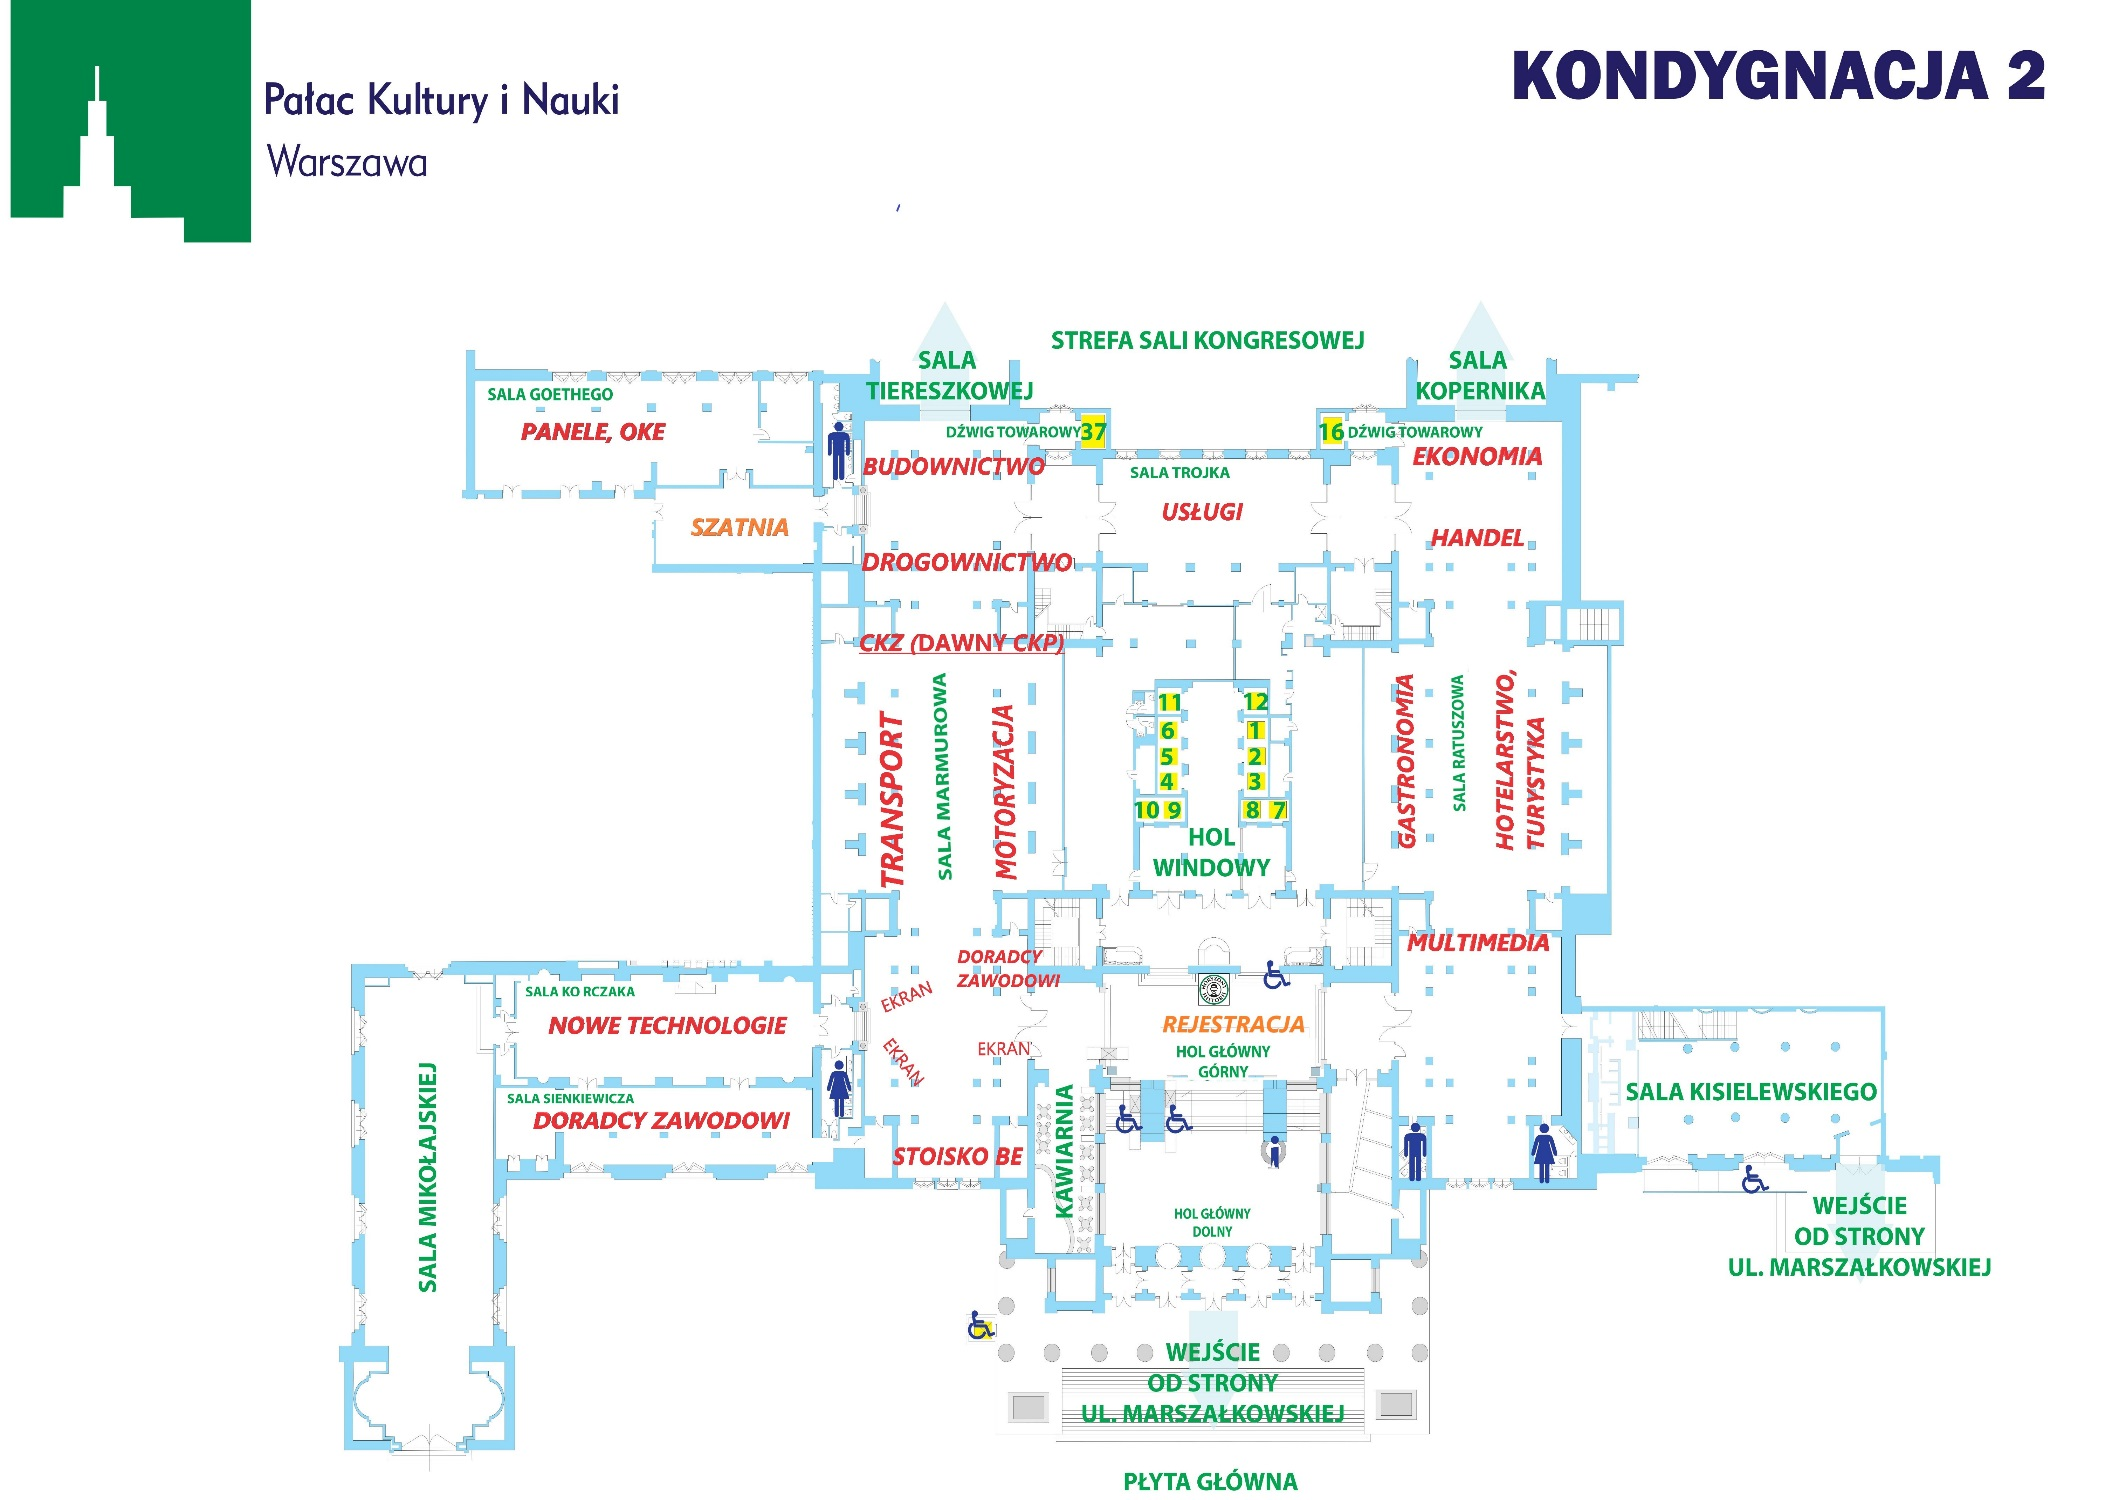 Pałac Kultury i Nauki
Warszawa
KONDYGNACJA 2
STREFA SALI KONGRESOWEJ
SALA
TIERESZKOWEJ
SALA
KOPERNIKA
SALA GOETHEGO
PANELE, OKE
DŹWIG TOWAROWY 37
16 DŹWIG TOWAROWY
BUDOWNICTWO
SALA TROJKA
EKONOMIA
SZATNIA
USŁUGI
HANDEL
DROGOWNICTWO
CKZ (DAWNY CKP)
TRANSPORT
SALA MARMUROWA
MOTORYZACJA
11
12
6
1
5
2
4
3
10 9
8 7
HOL
WINDOWY
GASTRONOMIA
SALA RATUSZOWA
HOTELARSTWO,
TURYSTYKA
MULTIMEDIA
DORADCY
ZAWODOWI
EKRAN
EKRAN
EKRAN
SALA KO RCZAKA
NOWE TECHNOLOGIE
REJESTRACJA
HOL GŁÓWNY
GÓRNY
SALA SIENKIEWICZA
DORADCY ZAWODOWI
SALA MIKOŁAJSKIEJ
STOISKO BE
KAWIARNIA
HOL GŁÓWNY
DOLNY
SALA KISIELEWSKIEGO
WEJŚCIE
OD STRONY
UL. MARSZAŁKOWSKIEJ
WEJŚCIE
OD STRONY
UL. MARSZAŁKOWSKIEJ
PŁYTA GŁÓWNA